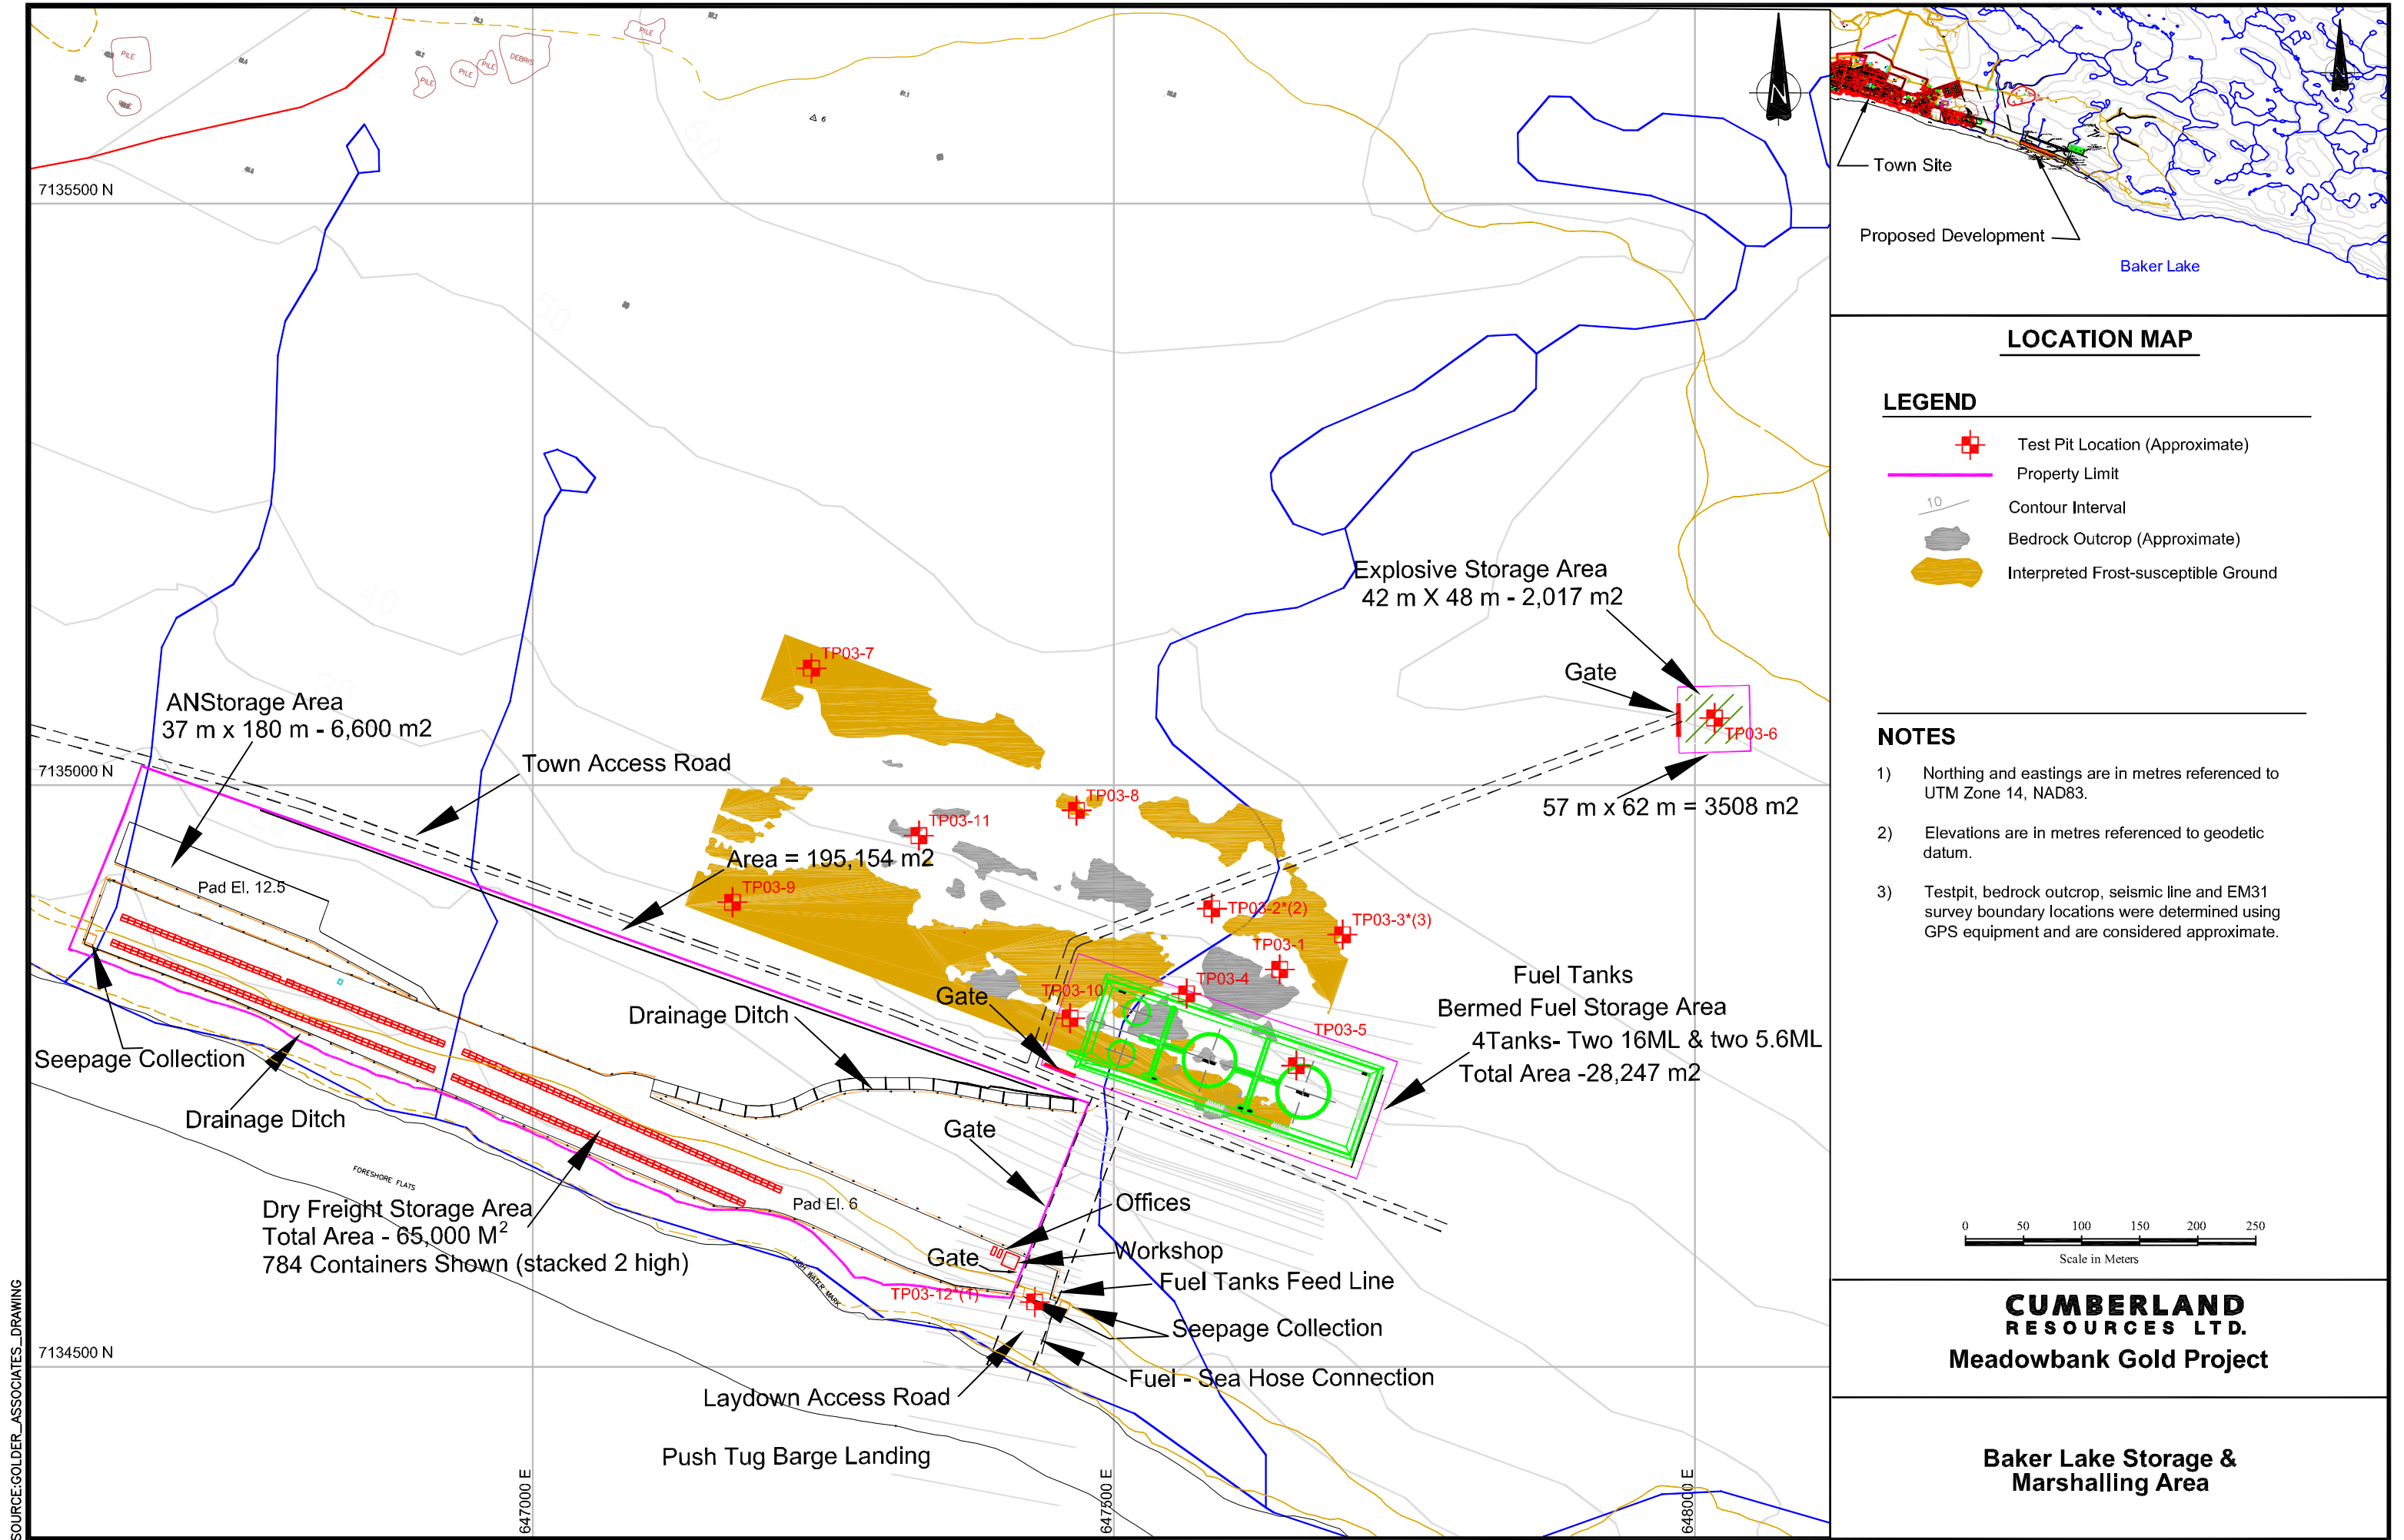 PILE
PILE
PILE
PILE
PILE
DEBRIS
PILE
6
60
50
40
7135500 N
7135000 N
7134500 N
647000 E
647500 E
648000 E
N
Town Site
Proposed Development
Baker Lake
LOCATION MAP
LEGEND
Test Pit Location (Approximate)
Property Limit
10
Contour Interval
Bedrock Outcrop (Approximate)
Interpreted Frost-susceptible Ground
NOTES
1) Northing and eastings are in metres referenced to
UTM Zone 14, NAD83.
2) Elevations are in metres referenced to geodetic
datum.
3) Testpit, bedrock outcrop, seismic line and EM31
survey boundary locations were determined using
GPS equipment and are considered approximate.
0 50 100 150 200 250
Scale in Meters
CUMBERLAND
RESOURCES LTD.
Meadowbank Gold Project
Baker Lake Storage &
Marshalling Area
Explosive Storage Area
42 m X 48 m - 2,017 m2
Gate
TP03-6
57 m x 62 m = 3508 m2
TP03-7
ANStorage Area
37 m x 180 m - 6,600 m2
Town Access Road
TP03-8
TP03-11
Area = 195,154 m2
Pad El. 12.5
TP03-9
TP03-2*(2)
TP03-3*(3)
TP03-1
TP03-4
TP03-10
Gate
Fuel Tanks
Bermed Fuel Storage Area
4Tanks- Two 16ML & two 5.6ML
Total Area -28,247 m2
TP03-5
Drainage Ditch
Seepage Collection
Drainage Ditch
Gate
FORESHORE FLATS
Pad El. 6
Offices
Dry Freight Storage Area
Total Area - 65,000 M2
784 Containers Shown (stacked 2 high)
Gate
Workshop
HIGH WATER MARK
Fuel Tanks Feed Line
TP03-12*(1)
Seepage Collection
Fuel - Sea Hose Connection
Laydown Access Road
Push Tug Barge Landing
SOURCE:GOLDER_ASSOCIATES_DRAWING